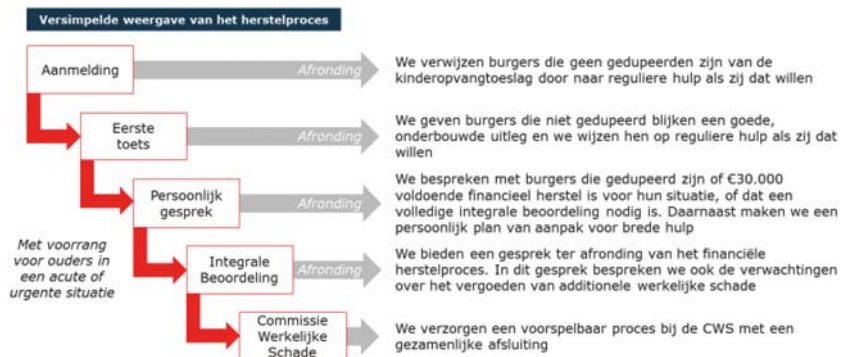 Versimpelde weergave van het herstelproces
Aanmelding
Afronding
We verwijzen burgers die geen gedupeerden zijn van de
kinderopvangtoeslag door naar reguliere hulp als zij dat willen
Eerste
toets
Afronding
We geven burgers die niet gedupeerd blijken een goede,
onderbouwde uitleg en we wijzen hen op reguliere hulp als zij dat
willen
Persoonlijk
gesprek
Afronding
We bespreken met burgers die gedupeerd zijn of €30.000
voldoende financieel herstel is voor hun situatie, of dat een
volledige integrale beoordeling nodig is. Daarnaast maken we een
persoonlijk plan van aanpak voor brede hulp
Met voorrang
voor ouders in
een acute of
urgente situatie
Integrale
Beoordeling
Afronding
We bieden een gesprek ter afronding van het financiële
herstelproces. In dit gesprek bespreken we ook de verwachtingen
over het vergoeden van additionele werkelijke schade
Commissie
Werkelijke
Schade
We verzorgen een voorspelbaar proces bij de CWS met een
gezamenlijke afsluiting